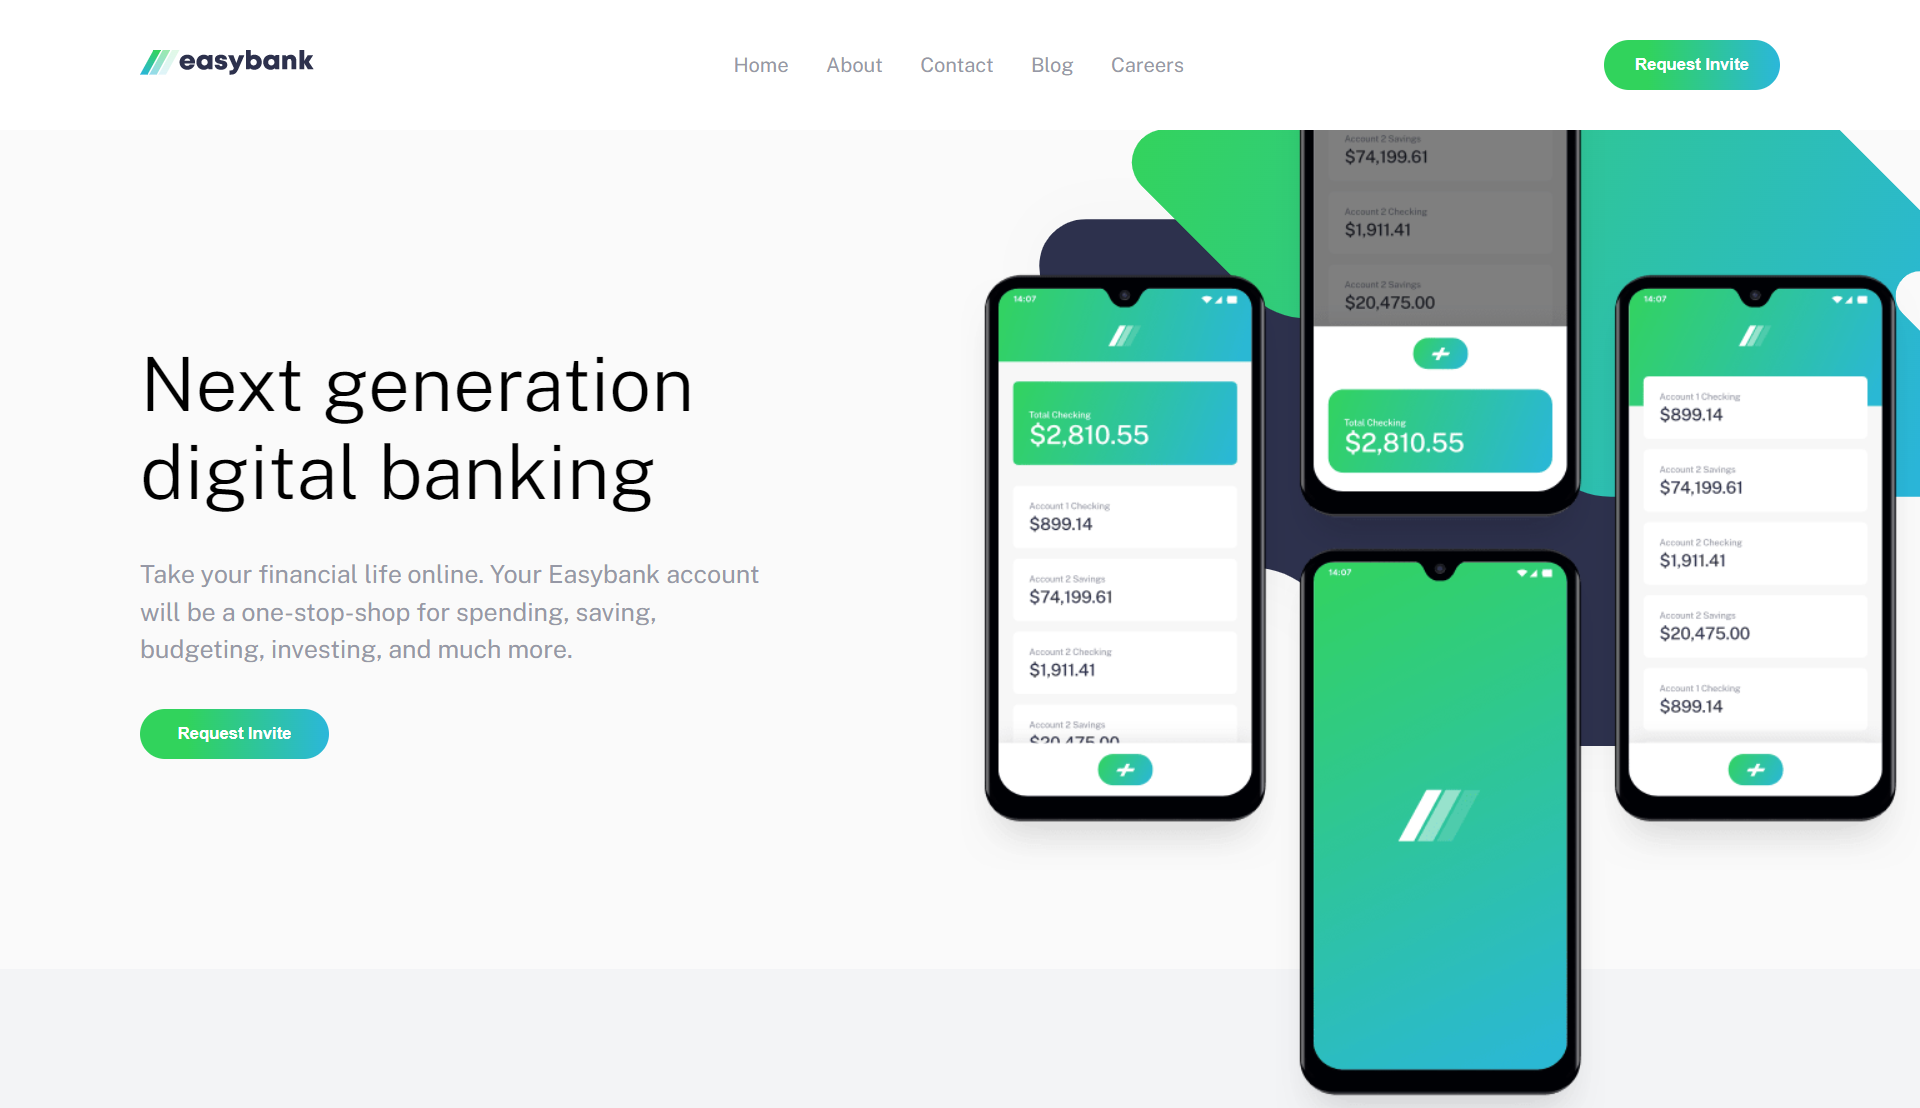 easybank
Home
About
Contact
Blog
Careers
Request Invite
Next generation
digital banking
Take your financial life online. Your Easybank account
will be a one-stop-shop for spending, saving,
budgeting, investing, and much more.
Request Invite
14:07
Total Checking
$2,810.55
Account 1 Checking
$899.14
Account 2 Savings
$74,199.61
Account 2 Checking
$1,911.41
Account 2 Savings
$20,475.00
Account 2 Savings
$74,199.61
Account 2 Checking
$1,911.41
Account 2 Savings
$20,475.00
Total Checking
$2,810.55
14:07
14:07
Account 1 Checking
$899.14
Account 2 Savings
$74,199.61
Account 2 Checking
$1,911.41
Account 2 Savings
$20,475.00
Account 1 Checking
$899.14